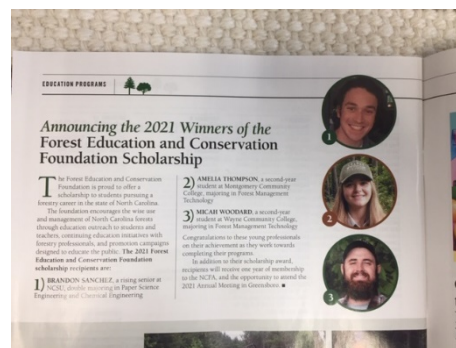 EDUCATION PROGRAMS
Announcing the 2021 Winners of the
Forest Education and Conservation
Foundation Scholarship
The Forest Education and Conservation
Foundation is proud to offer a
scholarship to students pursuing a
forestry career in the state of North Carolina.
The foundation encourages the wise use
and management of North Carolina forests
through education outreach to students and
teachers, continuing education initiatives with
forestry professionals, and promotion campaigns
designed to educate the public. The 2021 Forest
Education and Conservation Foundation
scholarship recipients are:
1) BRANDON SANCHEZ, a rising senior at
NCSU, double majoring in Paper Science
Engineering and Chemical Engineering
2) AMELIA THOMPSON, a second-year
student at Montgomery Community
College, majoring in Forest Management
Technology
3) MICAH WOODARD, a second-year
student at Wayne Community College,
majoring in Forest Management Technology
Congratulations to these young professionals
on their achievement as they work towards
completing their programs.
In addition to their scholarship award,
recipients will receive one year of membership
to the NCFA, and the opportunity to attend the
2021 Annual Meeting in Greensboro. ■
1
2
3